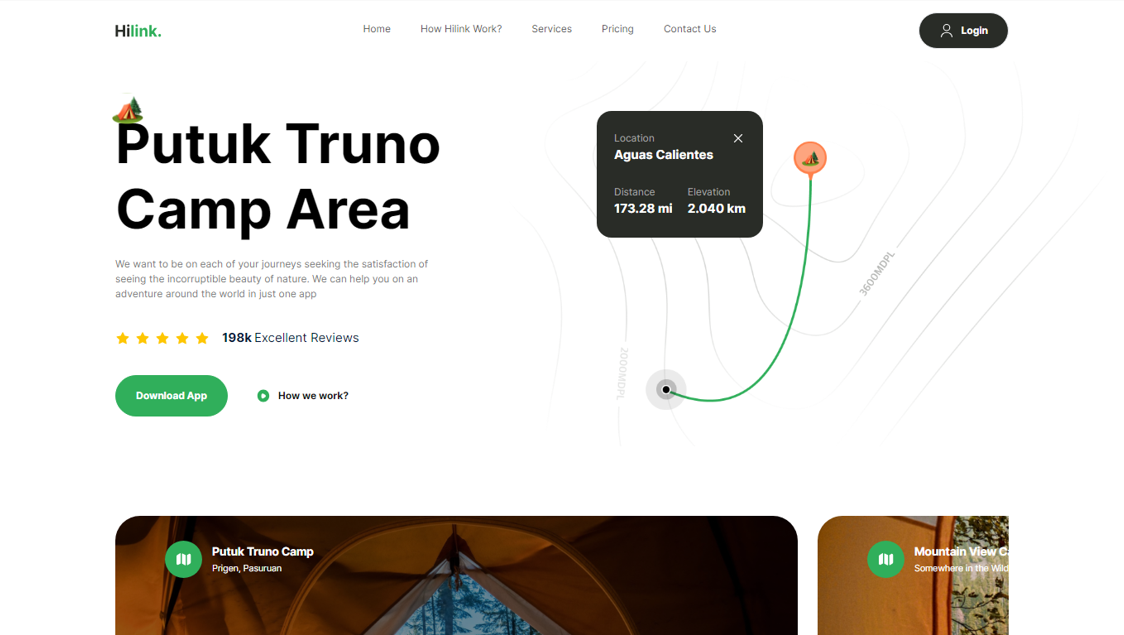 Hilink.
Home
How Hilink Work?
Services
Pricing
Contact Us
Login
Putuk Truno
Camp Area
We want to be on each of your journeys seeking the satisfaction of
seeing the incorruptible beauty of nature. We can help you on an
adventure around the world in just one app
198k Excellent Reviews
Download App
How we work?
Location
Aguas Calientes
Distance
Elevation
173.28 mi
2.040 km
3600MDPL
2000MDPL
Putuk Truno Camp
Prigen, Pasuruan
Mountain View
Somewhere in the Wild